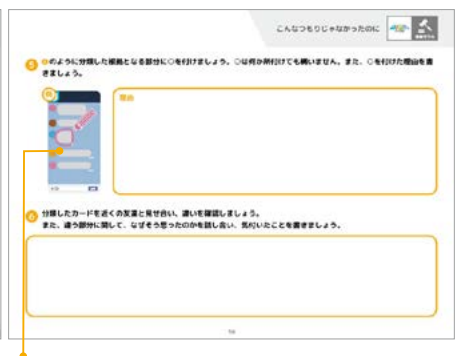 こんなつもりじゃなかったのに
5 のように分類した根拠となる部分に○を付けましょう。○は何か所付けても構いません。また、○を付けた理由を書
きましょう。
例
理由
6 分類したカードを近くの友達と見せ合い、違いを確認しましょう。
また、違う部分に関して、なぜそう思ったのかを話し合い、気付いたことを書きましょう。